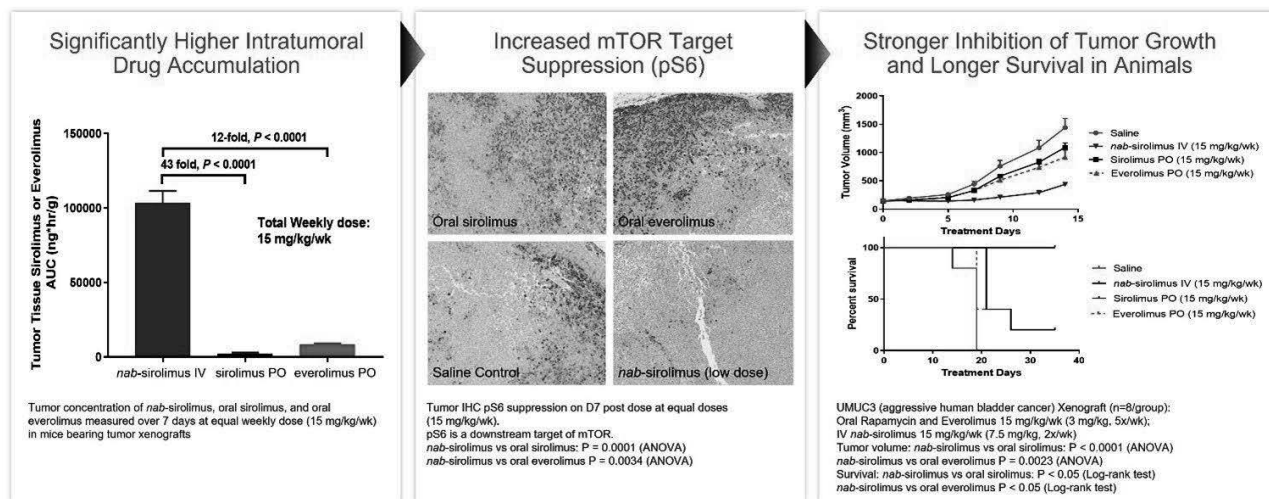 Significantly Higher Intratumoral
Drug Accumulation
Tumor Tissue Sirolimus or Everolimus
AUC (ng*hr/g)
150000
100000
50000
0
12-fold, P < 0.0001
43 fold, P < 0.0001
Total Weekly dose:
15 mg/kg/wk
nab-sirolimus IV
sirolimus PO
everolimus PO
Tumor concentration of nab-sirolimus, oral sirolimus, and oral
everolimus measured over 7 days at equal weekly dose (15 mg/kg/wk)
in mice bearing tumor xenografts
Increased mTOR Target
Suppression (pS6)
Oral sirolimus
Oral everolimus
Saline Control
nab-sirolimus (low dose)
Tumor IHC pS6 suppression on D7 post dose at equal doses
(15 mg/kg/wk).
pS6 is a downstream target of mTOR.
nab-sirolimus vs oral sirolimus: P = 0.0001 (ANOVA)
nab-sirolimus vs oral everolimus P = 0.0034 (ANOVA)
Stronger Inhibition of Tumor Growth
and Longer Survival in Animals
Tumor Volume (mm³)
2000
1500
1000
500
0
0
5
10
15
Treatment Days
Saline
nab-sirolimus IV (15 mg/kg/wk)
Sirolimus PO (15 mg/kg/wk)
Everolimus PO (15 mg/kg/wk)
Percent survival
100
50
0
0
10
20
30
40
Treatment Days
Saline
nab-sirolimus IV (15 mg/kg/wk)
Sirolimus PO (15 mg/kg/wk)
Everolimus PO (15 mg/kg/wk)
UMUC3 (aggressive human bladder cancer) Xenograft (n=8/group):
Oral Rapamycin and Everolimus 15 mg/kg/wk (3 mg/kg, 5x/wk);
IV nab-sirolimus 15 mg/kg/wk (7.5 mg/kg, 2x/wk)
Tumor volume: nab-sirolimus vs oral sirolimus: P < 0.0001 (ANOVA)
nab-sirolimus vs oral everolimus P = 0.0023 (ANOVA)
Survival: nab-sirolimus vs oral sirolimus: P < 0.05 (Log-rank test)
nab-sirolimus vs oral everolimus P < 0.05 (Log-rank test)